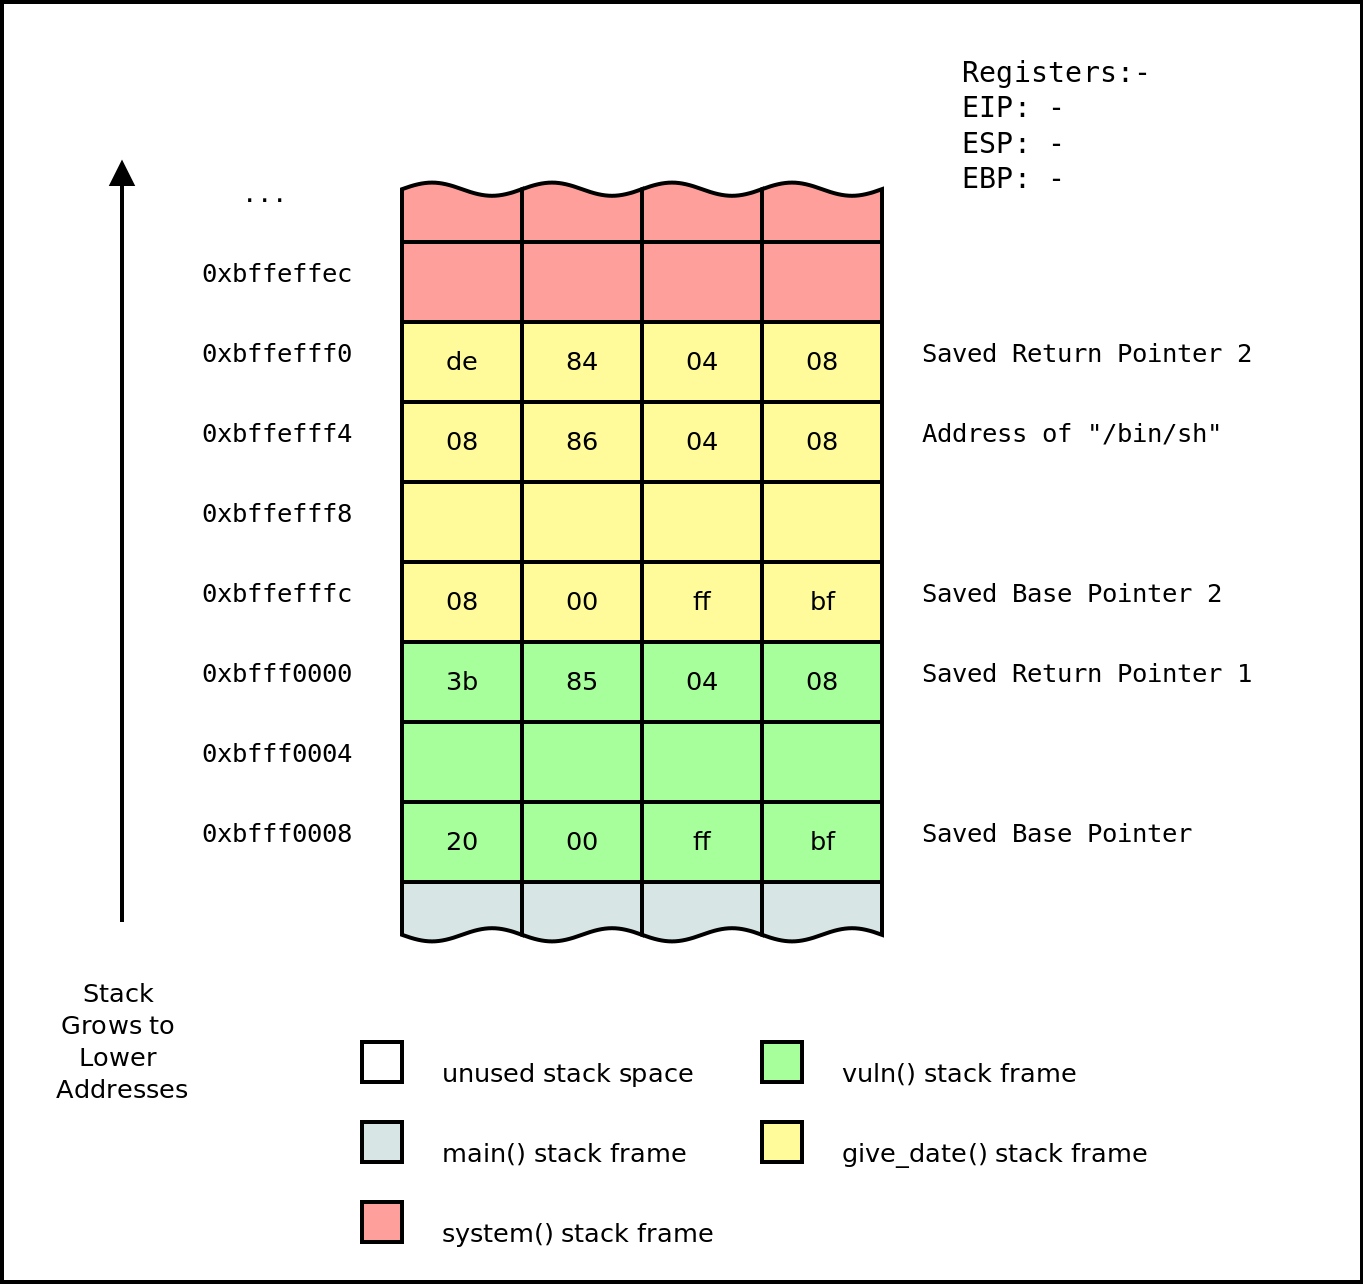 Registers:-
EIP: -
ESP: -
EBP: -
...
0xbffeffec
0xbffefff0 de 84 04 08 Saved Return Pointer 2
0xbffefff4 08 86 04 08 Address of "/bin/sh"
0xbffefff8
0xbffefffc 08 00 ff bf Saved Base Pointer 2
0xbfff0000 3b 85 04 08 Saved Return Pointer 1
0xbfff0004
0xbfff0008 20 00 ff bf Saved Base Pointer
Stack
Grows to
Lower
Addresses
unused stack space
vuln() stack frame
main() stack frame
give_date() stack frame
system() stack frame